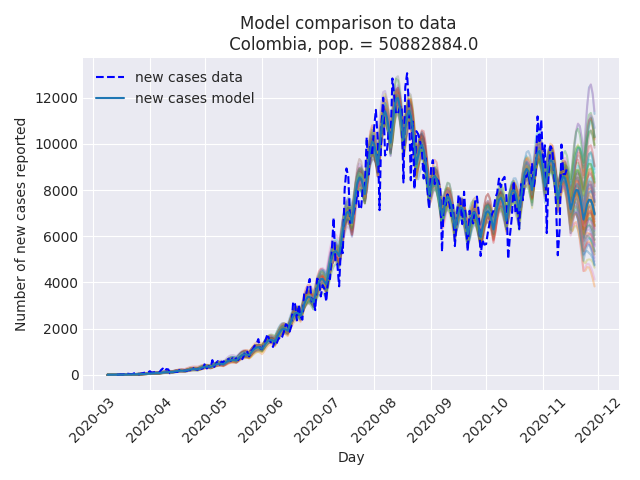 Model comparison to data
Colombia, pop. = 50882884.0
new cases data
new cases model
Number of new cases reported
12000
10000
8000
6000
4000
2000
0
2020-03
2020-04
2020-05
2020-06
2020-07
2020-08
2020-09
2020-10
2020-11
2020-12
Day